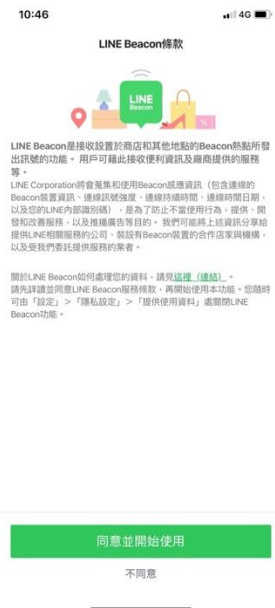 10:46
4G
LINE Beacon條款
LINE
Beacon
LINE Beacon是接收設置於商店和其他地點的Beacon熱點所發
出訊號的功能。 用戶可藉此接收便利資訊及廠商提供的服務
等。
LINE Corporation將會蒐集和使用Beacon感應資訊（包含連線的
Beacon裝置資訊、連線訊號強度、連線持續時間、連線時間日期，
以及您的LINE內部識別碼），是為了防止不當使用行為，提供、開
發和改善服務，以及推播廣告等目的。 我們可能將上述資訊分享給
提供LINE相關服務的公司、裝設有Beacon裝置的合作店家與機構，
以及受我們委託提供服務的業者。
關於LINE Beacon如何處理您的資料，請見這裡（連結）。
請先詳讀並同意LINE Beacon服務條款，再開始使用本功能。您隨時
可由「設定」＞「隱私設定」＞「提供使用資料」處關閉LINE
Beacon功能。
同意並開始使用
不同意